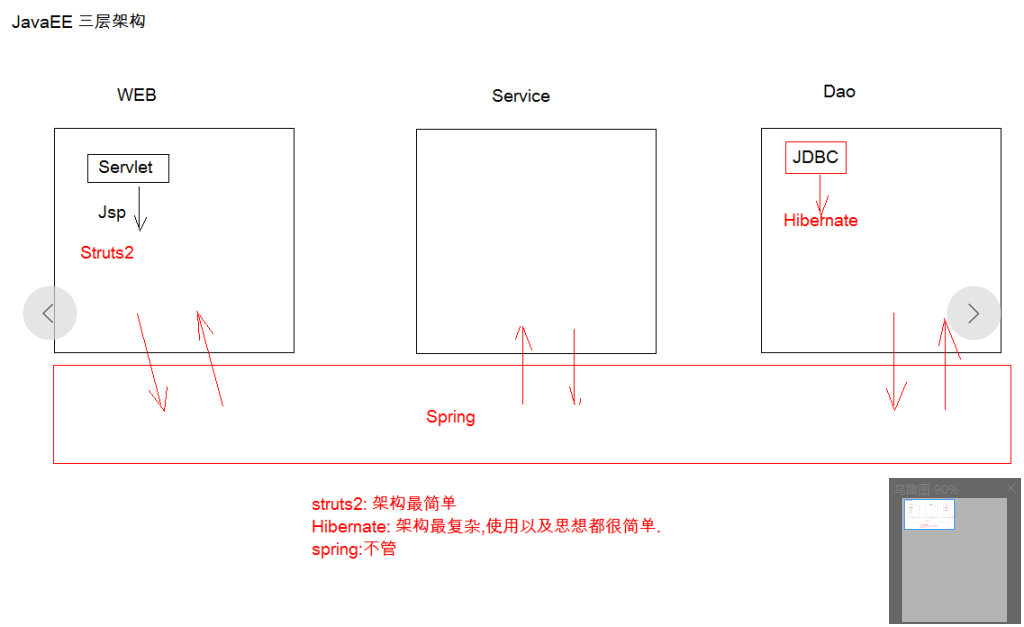 JavaEE 三层架构
WEB
Service
Dao
Servlet
Jsp
Struts2
JDBC
Hibernate
Spring
struts2: 架构最简单
Hibernate: 架构最复杂,使用以及思想都很简单.
spring:不管
鸟瞰图 90%